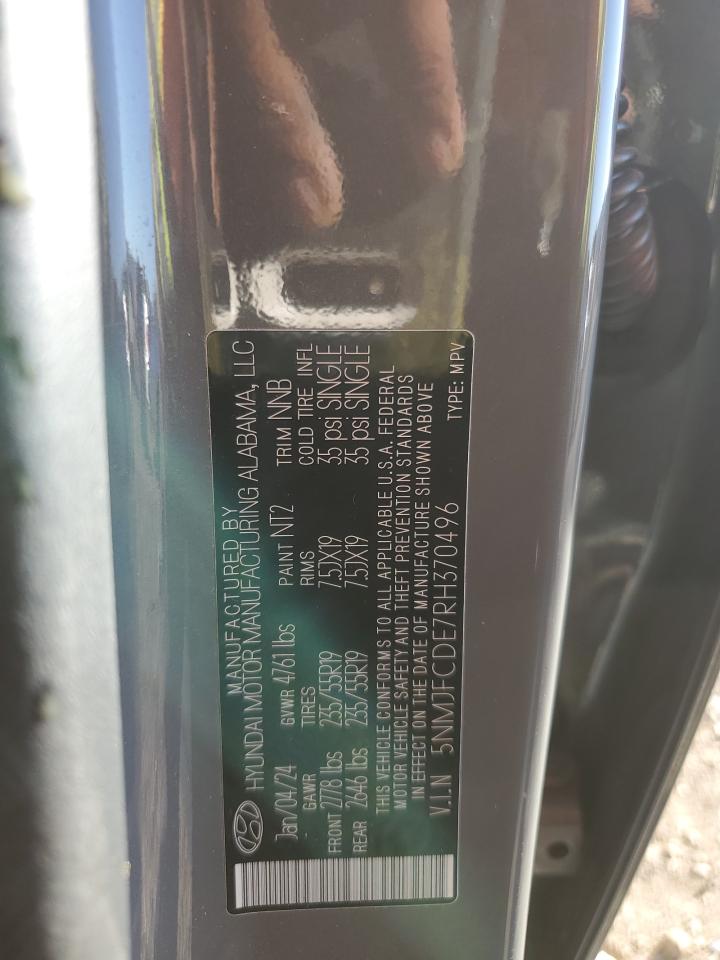 MANUFACTURED BY
HYUNDAI MOTOR MANUFACTURING ALABAMA, LLC
Jan/04/24 GVWR 4761 lbs PAINT NT2 TRIM NNB
GAWR TIRES RIMS COLD TIRE INFL
FRONT 2778 lbs 235/55R19 7.5JX19 35 psi SINGLE
REAR 2646 lbs 235/55R19 7.5JX19 35 psi SINGLE
THIS VEHICLE CONFORMS TO ALL APPLICABLE U.S.A. FEDERAL
MOTOR VEHICLE SAFETY AND THEFT PREVENTION STANDARDS
IN EFFECT ON THE DATE OF MANUFACTURE SHOWN ABOVE
V.I.N 5NMJFCDE7RH370496 TYPE: MPV